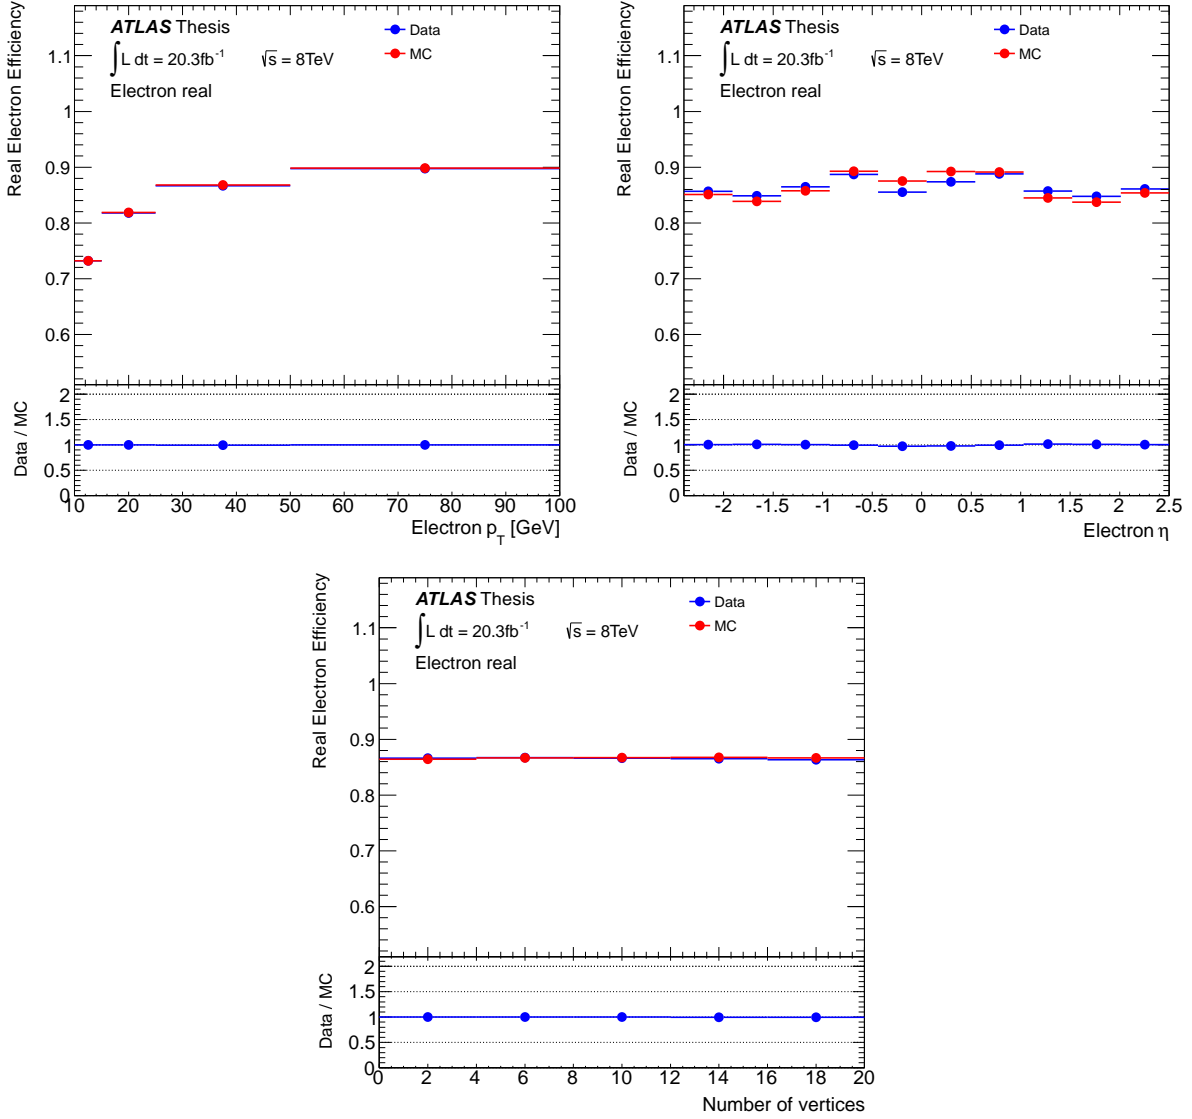 Real Electron Efficiency
ATLAS Thesis
∫L dt = 20.3fb⁻¹ √s = 8TeV
Electron real
Data
MC
1.1
1
0.9
0.8
0.7
0.6
Data / MC
2
1.5
1
0.5
0
10 20 30 40 50 60 70 80 90 100
Electron p_T [GeV]
Real Electron Efficiency
ATLAS Thesis
∫L dt = 20.3fb⁻¹ √s = 8TeV
Electron real
Data
MC
1.1
1
0.9
0.8
0.7
0.6
Data / MC
2
1.5
1
0.5
0
-2 -1.5 -1 -0.5 0 0.5 1 1.5 2 2.5
Electron η
Real Electron Efficiency
ATLAS Thesis
∫L dt = 20.3fb⁻¹ √s = 8TeV
Electron real
Data
MC
1.1
1
0.9
0.8
0.7
0.6
Data / MC
2
1.5
1
0.5
0
0 2 4 6 8 10 12 14 16 18 20
Number of vertices